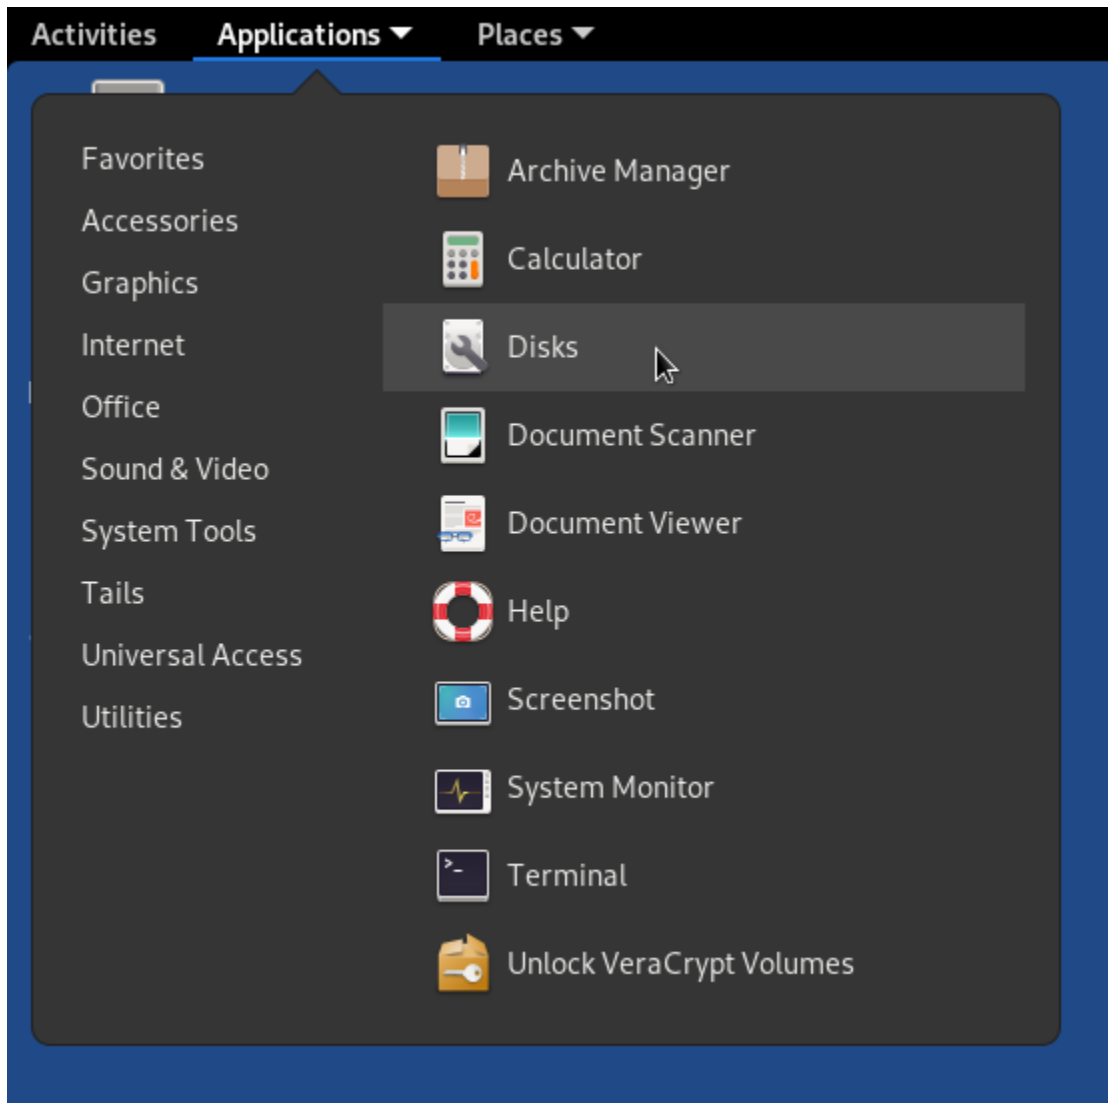 Activities Applications Places
Favorites
Accessories
Graphics
Internet
Office
Sound & Video
System Tools
Tails
Universal Access
Utilities
Archive Manager
Calculator
Disks
Document Scanner
Document Viewer
Help
Screenshot
System Monitor
Terminal
Unlock VeraCrypt Volumes